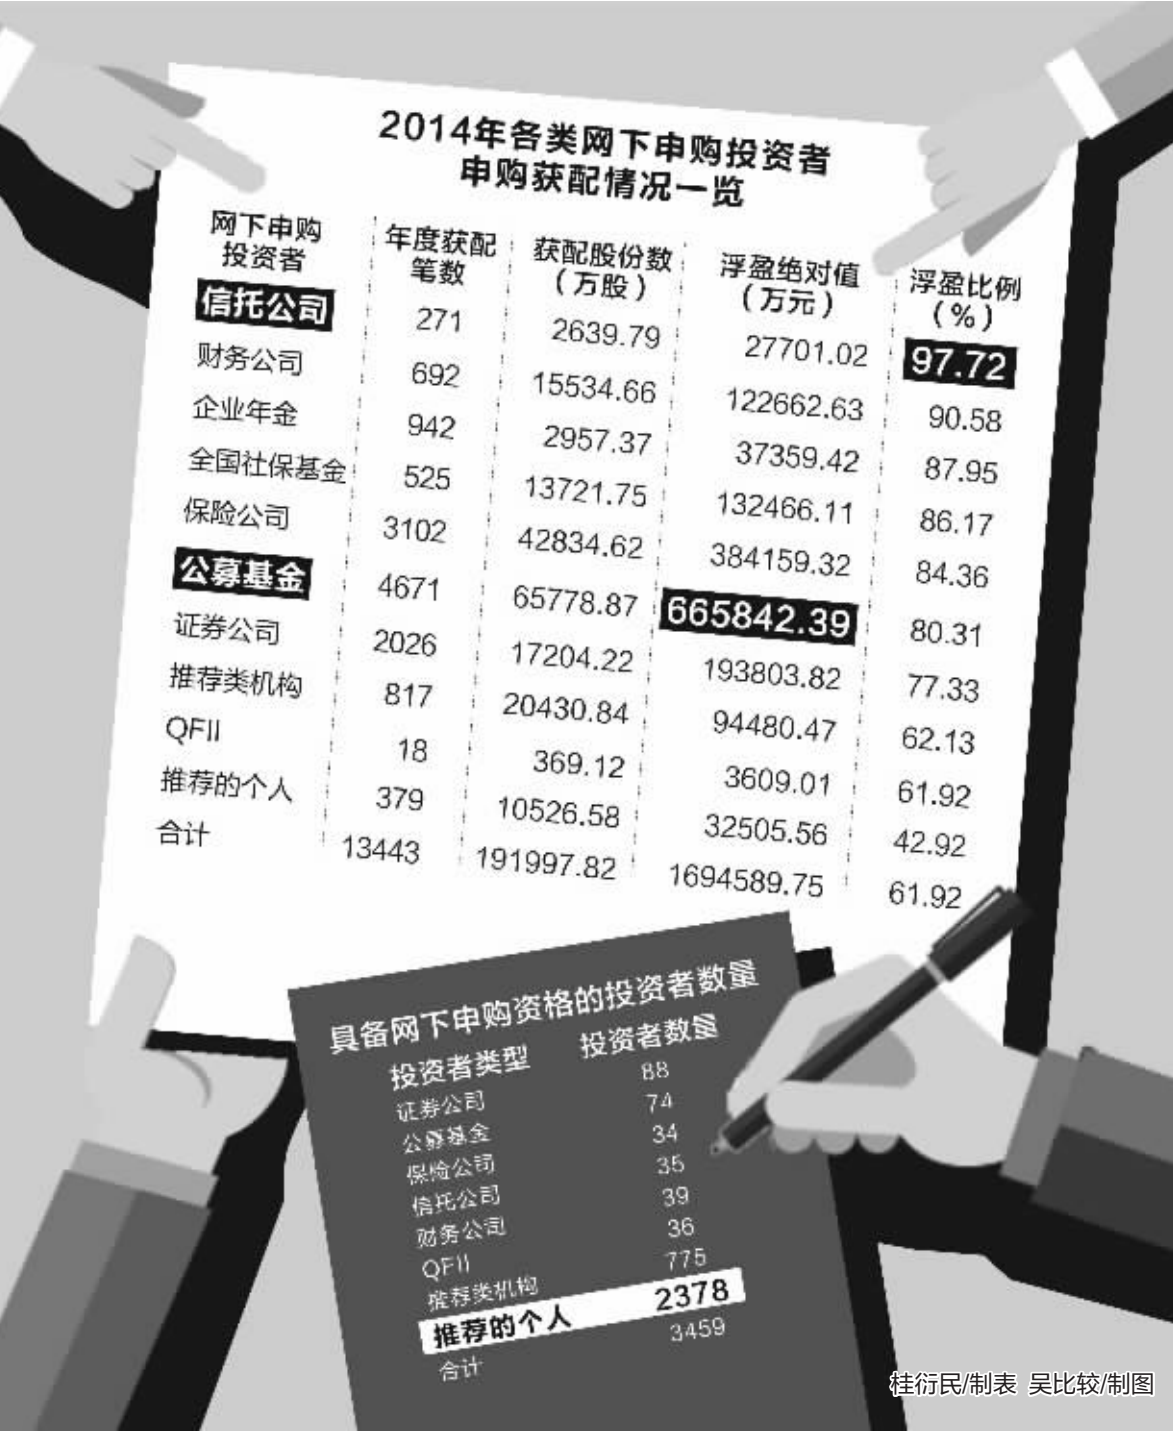 2014年各类网下申购投资者
申购获配情况一览
网下申购投资者 年度获配笔数 获配股份数（万股） 浮盈绝对值（万元） 浮盈比例（%）
信托公司 271 2639.79 27701.02 97.72
财务公司 692 15534.66 122662.63 90.58
企业年金 942 2957.37 37359.42 87.95
全国社保基金 525 13721.75 132466.11 86.17
保险公司 3102 42834.62 384159.32 84.36
公募基金 4671 65778.87 665842.39 80.31
证券公司 2026 17204.22 193803.82 77.33
推荐类机构 817 20430.84 94480.47 62.13
QFII 18 369.12 3609.01 61.92
推荐的个人 379 10526.58 32505.56 42.92
合计 13443 191997.82 1694589.75 61.92
具备网下申购资格的投资者数量
投资者类型 投资者数量
证券公司 88
公募基金 74
保险公司 34
信托公司 35
财务公司 39
QFII 36
推荐类机构 775
推荐的个人 2378
合计 3459
桂衍民/制表 吴比较/制图